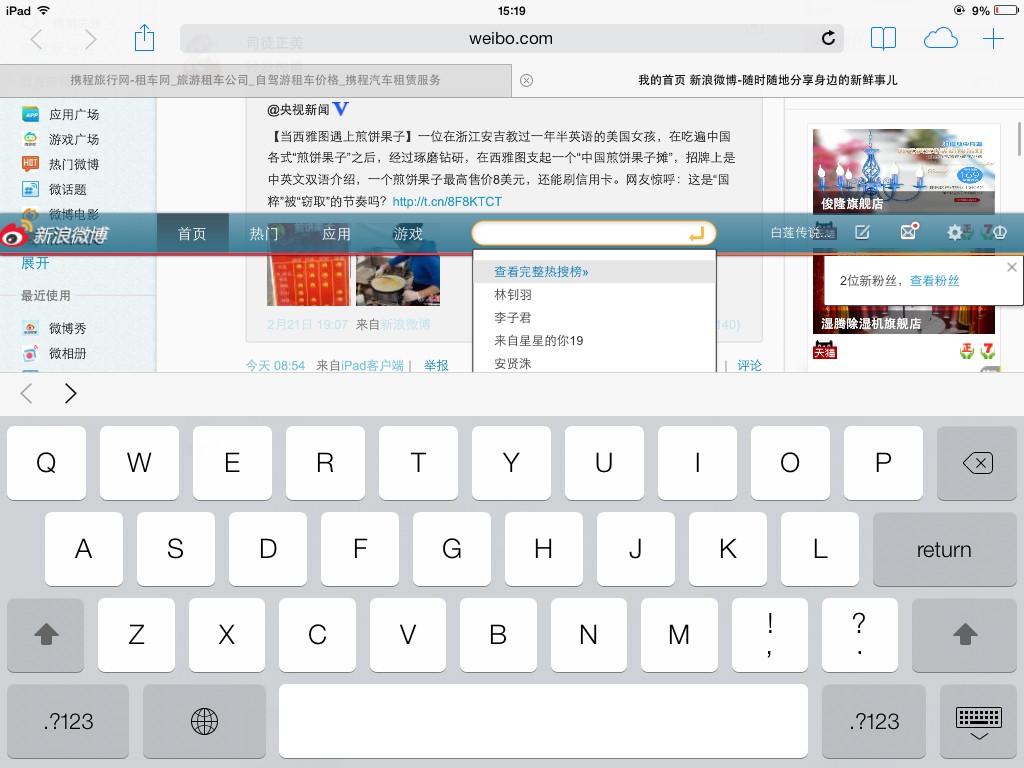 iPad
15:19
9%
weibo.com
携程旅行网-租车网_旅游租车公司_自驾游租车价格_携程汽车租赁服务
我的首页 新浪微博-随时随地分享身边的新鲜事儿
应用广场
游戏广场
热门微博
微话题
微博电影
展开
最近使用
微博秀
微相册
@央视新闻
【当西雅图遇上煎饼果子】一位在浙江安吉教过一年半英语的美国女孩，在吃遍中国
各式“煎饼果子”之后，经过琢磨钻研，在西雅图支起一个“中国煎饼果子摊”，招牌上是
中英文双语介绍，一个煎饼果子最高售价8美元，还能刷信用卡。网友惊呼：这是“国
粹”被“窃取”的节奏吗? http://t.cn/8F8KTCT
新浪微博
首页
热门
应用
游戏
白莲传说...
查看完整热搜榜»
林钊羽
李子君
来自星星的你19
安贤洙
2月21日 19:07 来自新浪微博
140)
今天 08:54 来自iPad客户端 | 举报
| 评论
169
俊隆旗舰店
2位新粉丝，查看粉丝
湿腾除湿机旗舰店
天猫
正
7
Q W E R T Y U I O P
A S D F G H J K L return
Z X C V B N M ! , ? .
.?123
.?123